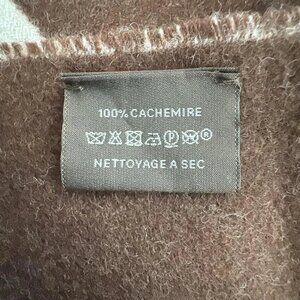 100% CACHEMIRE
P W ®
NETTOYAGE A SEC